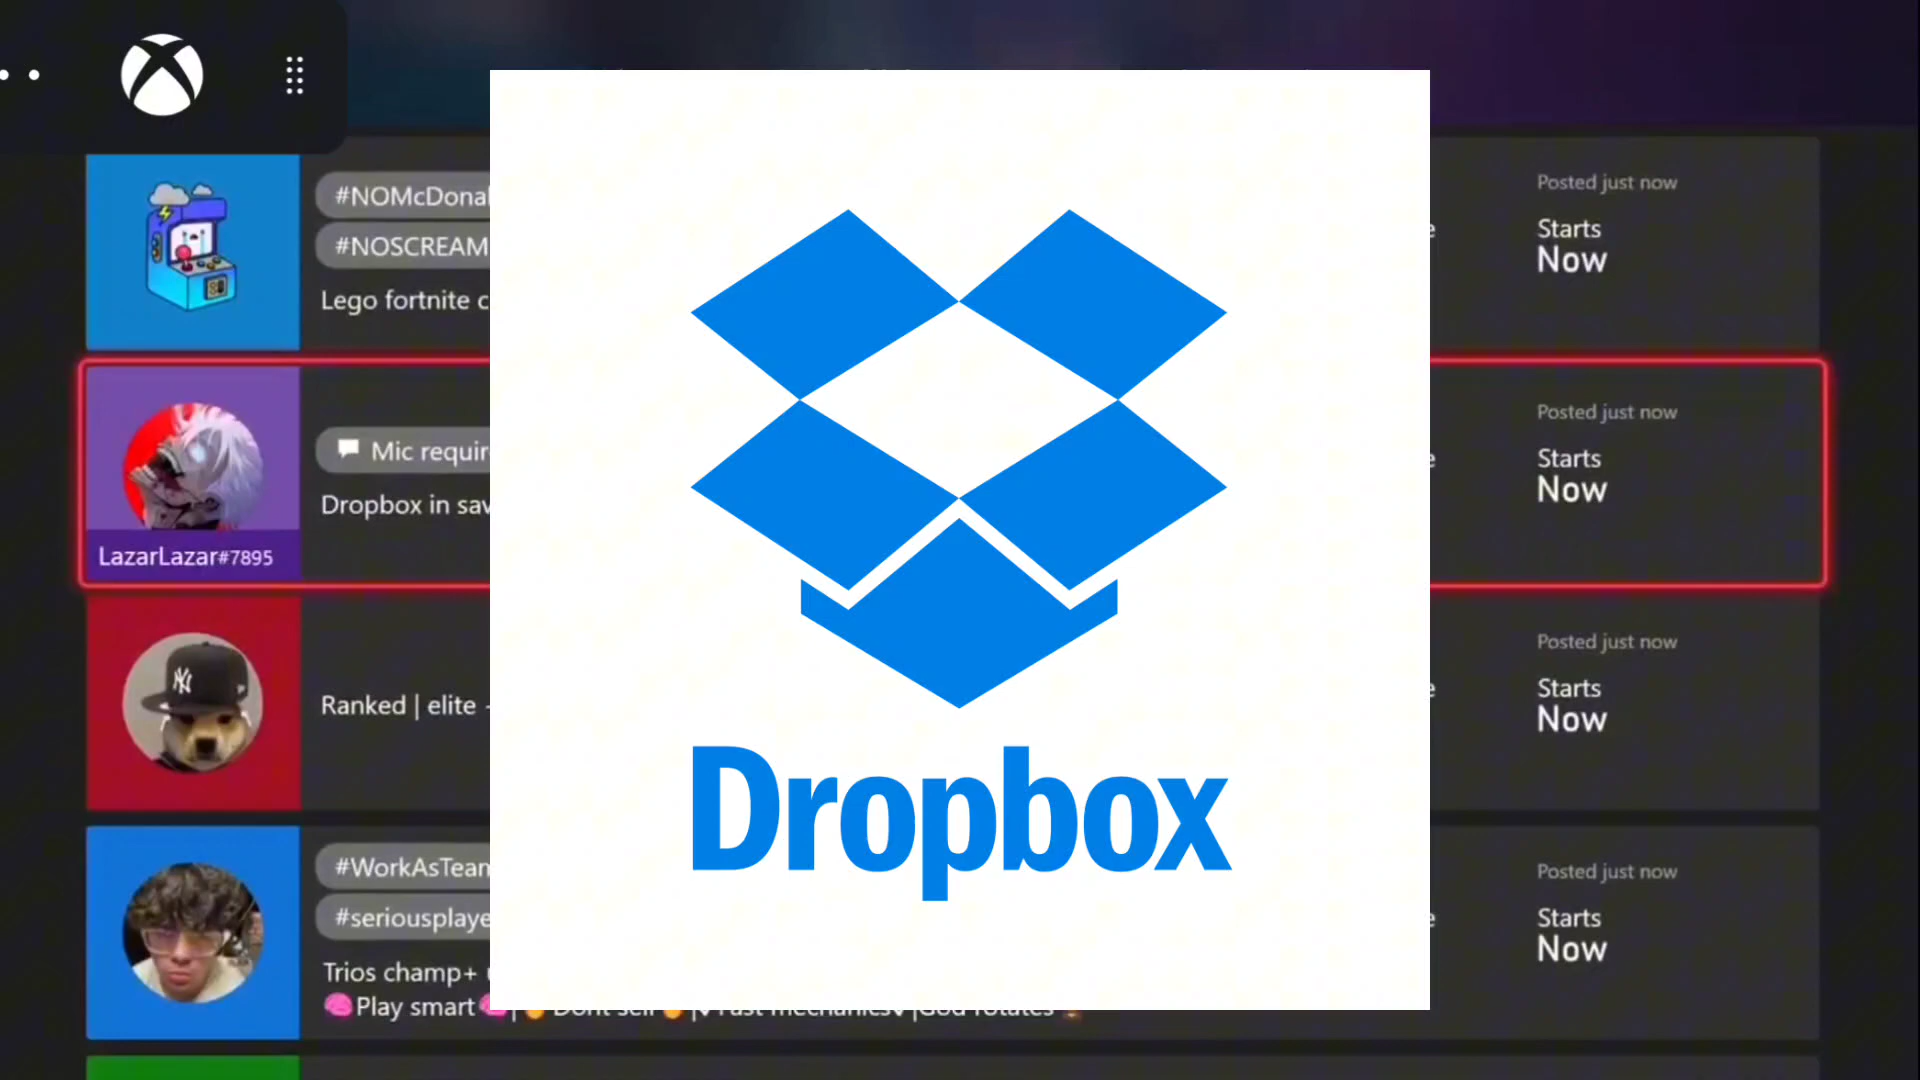 #NOMcDonal
#NOSCREAM
Lego fortnite c
Posted just now
Starts
Now
Mic requir
Dropbox in sav
LazarLazar#7895
Posted just now
Starts
Now
NY
Ranked | elite -
Posted just now
Starts
Now
#WorkAsTeam
#seriousplaye
Trios champ+
🧠Play smart🧠|
Posted just now
Starts
Now
Dropbox